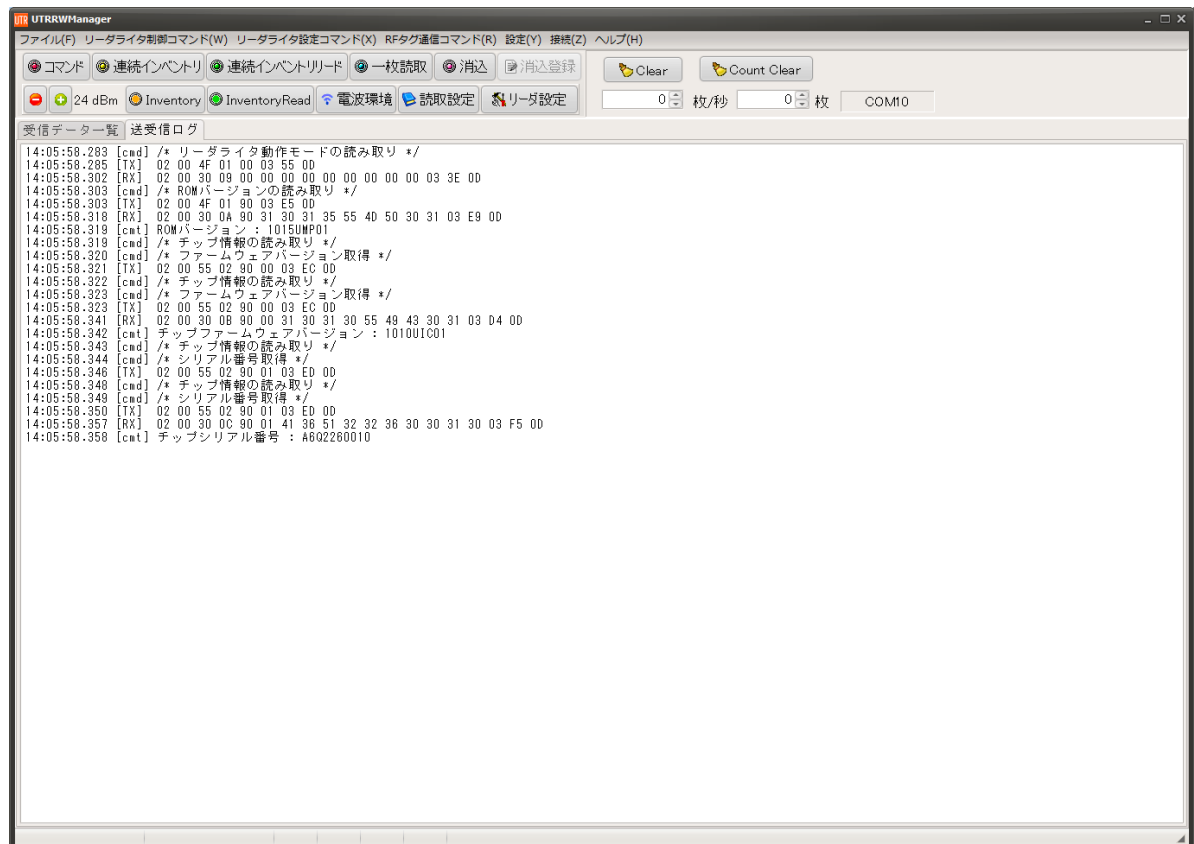 UTR UTRRWManager
ファイル(F) リーダライタ制御コマンド(W) リーダライタ設定コマンド(X) RFタグ通信コマンド(R) 設定(Y) 接続(Z) ヘルプ(H)
コマンド 連続インベントリ 連続インベントリリード 一枚読取 消込 消込登録 Clear Count Clear
24 dBm Inventory InventoryRead 電波環境 読取設定 リーダ設定 0 枚/秒 0 枚 COM10
受信データ一覧 送受信ログ
14:05:58.283 [cmd] /* リーダライタ動作モードの読み取り */
14:05:58.285 [TX] 02 00 4F 01 00 03 55 0D
14:05:58.302 [RX] 02 00 30 09 00 00 00 00 00 00 00 00 00 03 3E 0D
14:05:58.303 [cmd] /* ROMバージョンの読み取り */
14:05:58.303 [TX] 02 00 4F 01 90 03 E5 0D
14:05:58.318 [RX] 02 00 30 0A 90 31 30 31 35 55 4D 50 30 31 03 E9 0D
14:05:58.319 [cmt] ROMバージョン : 1015UMP01
14:05:58.319 [cmd] /* チップ情報の読み取り */
14:05:58.320 [cmd] /* ファームウェアバージョン取得 */
14:05:58.321 [TX] 02 00 55 02 90 00 03 EC 0D
14:05:58.322 [cmd] /* チップ情報の読み取り */
14:05:58.323 [cmd] /* ファームウェアバージョン取得 */
14:05:58.323 [TX] 02 00 55 02 90 00 03 EC 0D
14:05:58.341 [RX] 02 00 30 0B 90 00 31 30 31 30 55 49 43 30 31 03 D4 0D
14:05:58.342 [cmt] チップファームウェアバージョン : 1010UIC01
14:05:58.343 [cmd] /* チップ情報の読み取り */
14:05:58.344 [cmd] /* シリアル番号取得 */
14:05:58.346 [TX] 02 00 55 02 90 01 03 ED 0D
14:05:58.348 [cmd] /* チップ情報の読み取り */
14:05:58.349 [cmd] /* シリアル番号取得 */
14:05:58.350 [TX] 02 00 55 02 90 01 03 ED 0D
14:05:58.357 [RX] 02 00 30 0C 90 01 41 36 51 32 32 36 30 30 31 30 03 F5 0D
14:05:58.358 [cmt] チップシリアル番号 : A6Q2260010